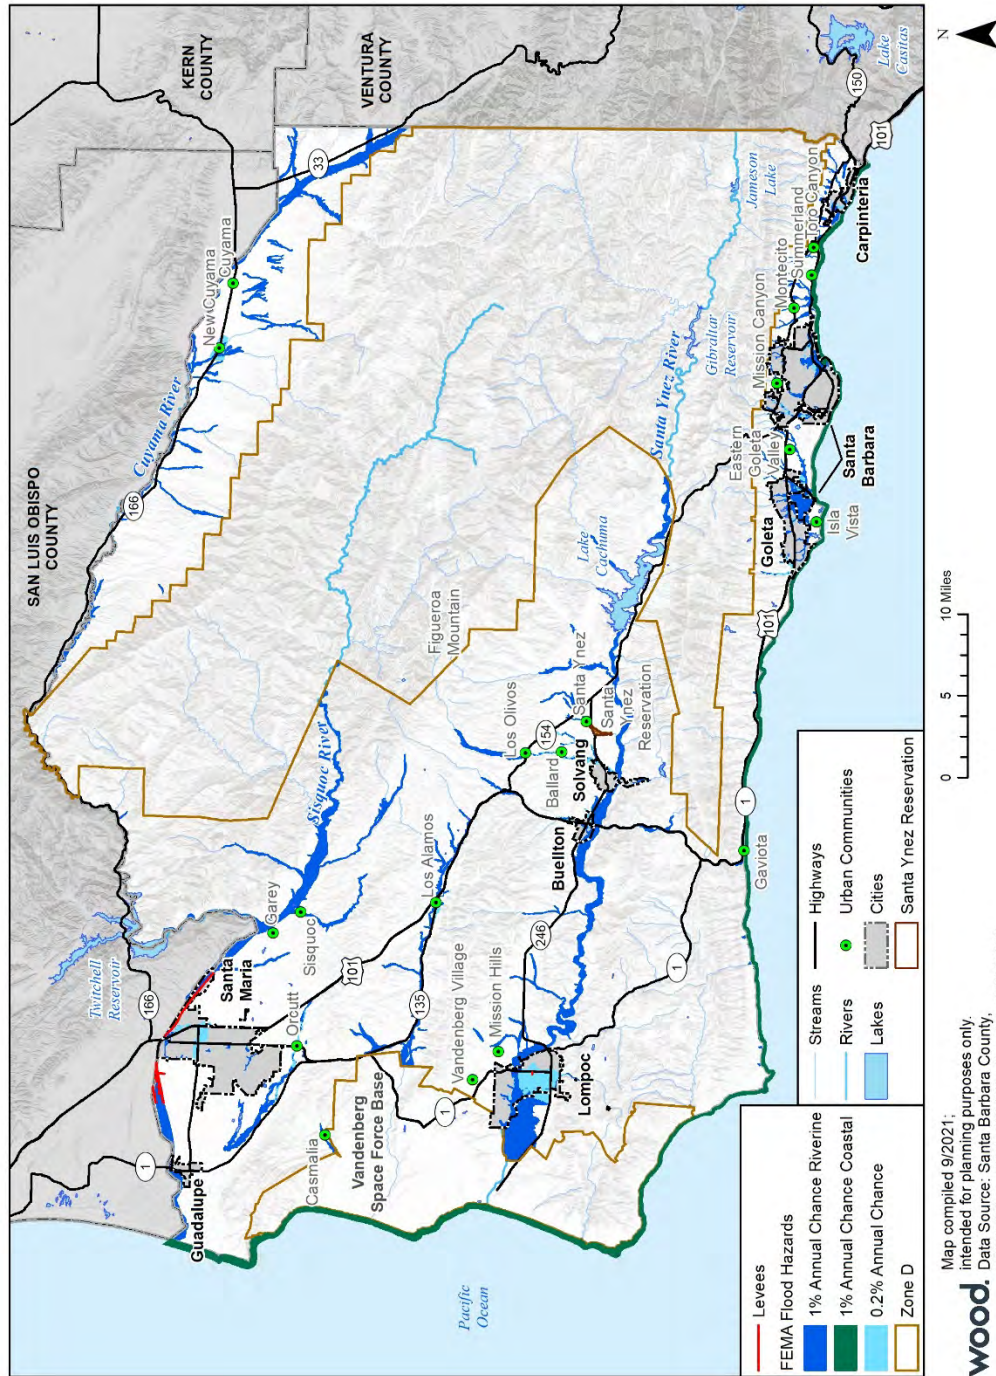 SAN LUIS OBISPO
COUNTY
KERN
COUNTY
VENTURA
COUNTY
166
Cuyama River
New Cuyama
Cuyama
33
Twitchell
Reservoir
166
1
Guadalupe
Santa
Maria
Garey
Sisquoc
Sisquoc River
Orcutt
101
Casmalia
Vandenberg
Space Force Base
135
Los Alamos
Figueroa
Mountain
1
Vandenberg Village
Mission Hills
Lompoc
246
Buellton
Solvang
Ballard
Los Olivos
154
Santa Ynez
Santa
Ynez
Reservation
Lake
Cachuma
Santa Ynez River
Gibraltar
Reservoir
Jameson
Lake
1
Gaviota
1
101
Goleta
Isla
Vista
Eastern
Goleta
Valley
Santa
Barbara
Mission Canyon
Montecito
Summerland
Toro Canyon
Carpinteria
101
150
Lake
Casitas
Pacific
Ocean
Levees
FEMA Flood Hazards
1% Annual Chance Riverine
1% Annual Chance Coastal
0.2% Annual Chance
Zone D
Streams
Rivers
Lakes
Highways
Urban Communities
Cities
Santa Ynez Reservation
0 5 10 Miles
N
wood.
Map compiled 9/2021;
intended for planning purposes only.
Data Source: Santa Barbara County,